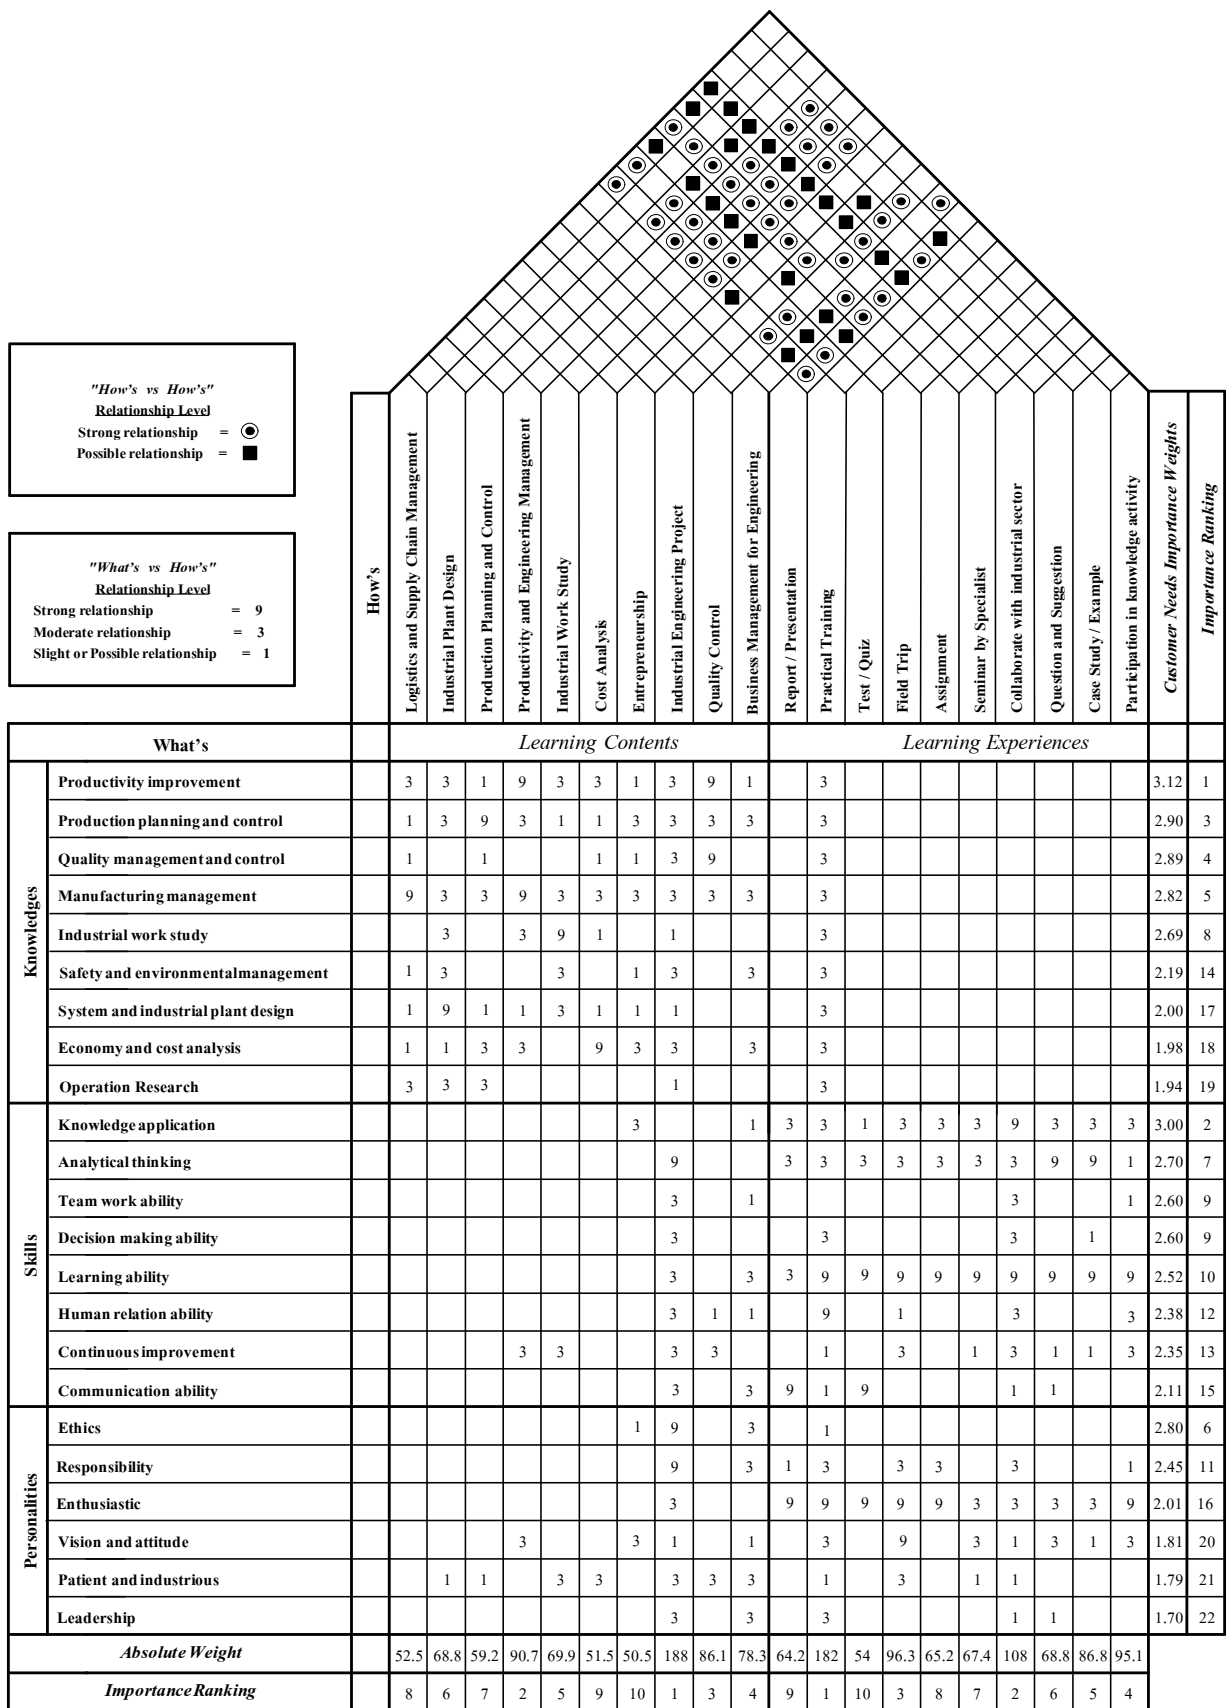 "How's vs How's"
Relationship Level
Strong relationship =
Possible relationship =
"What's vs How's"
Relationship Level
Strong relationship = 9
Moderate relationship = 3
Slight or Possible relationship = 1
How's
Logistics and Supply Chain Management
Industrial Plant Design
Production Planning and Control
Productivity and Engineering Management
Industrial Work Study
Cost Analysis
Entrepreneurship
Industrial Engineering Project
Quality Control
Business Management for Engineering
Report / Presentation
Practical Training
Test / Quiz
Field Trip
Assignment
Seminar by Specialist
Collaborate with industrial sector
Question and Suggestion
Case Study / Example
Participation in knowledge activity
Customer Needs Importance Weights
Importance Ranking
What's Learning Contents Learning Experiences
Knowledges
Productivity improvement 3 3 1 9 3 3 1 3 9 1 3 3.12 1
Production planning and control 1 3 9 3 1 1 3 3 3 3 3 2.90 3
Quality management and control 1 1 1 1 3 9 3 2.89 4
Manufacturing management 9 3 3 9 3 3 3 3 3 3 3 2.82 5
Industrial work study 3 3 9 1 1 3 2.69 8
Safety and environmental management 1 3 3 1 3 3 3 2.19 14
System and industrial plant design 1 9 1 1 3 1 1 1 3 2.00 17
Economy and cost analysis 1 1 3 3 9 3 3 3 3 1.98 18
Operation Research 3 3 3 1 3 1.94 19
Skills
Knowledge application 3 1 3 3 1 3 3 3 9 3 3 3 3.00 2
Analytical thinking 9 3 3 3 3 3 3 3 9 9 1 2.70 7
Team work ability 3 1 3 1 2.60 9
Decision making ability 3 3 3 1 2.60 9
Learning ability 3 3 3 9 9 9 9 9 9 9 9 9 2.52 10
Human relation ability 3 1 1 9 1 3 3 2.38 12
Continuous improvement 3 3 3 3 1 3 1 3 1 1 3 2.35 13
Communication ability 3 3 9 1 9 1 1 2.11 15
Personalities
Ethics 1 9 3 1 2.80 6
Responsibility 9 3 1 3 3 3 3 1 2.45 11
Enthusiastic 3 9 9 9 9 9 3 3 3 3 9 2.01 16
Vision and attitude 3 3 1 1 3 9 3 1 3 1 3 1.81 20
Patient and industrious 1 1 3 3 3 3 3 1 3 1 1 1.79 21
Leadership 3 3 3 1 1 1.70 22
Absolute Weight 52.5 68.8 59.2 90.7 69.9 51.5 50.5 188 86.1 78.3 64.2 182 54 96.3 65.2 67.4 108 68.8 86.8 95.1
Importance Ranking 8 6 7 2 5 9 10 1 3 4 9 1 10 3 8 7 2 6 5 4